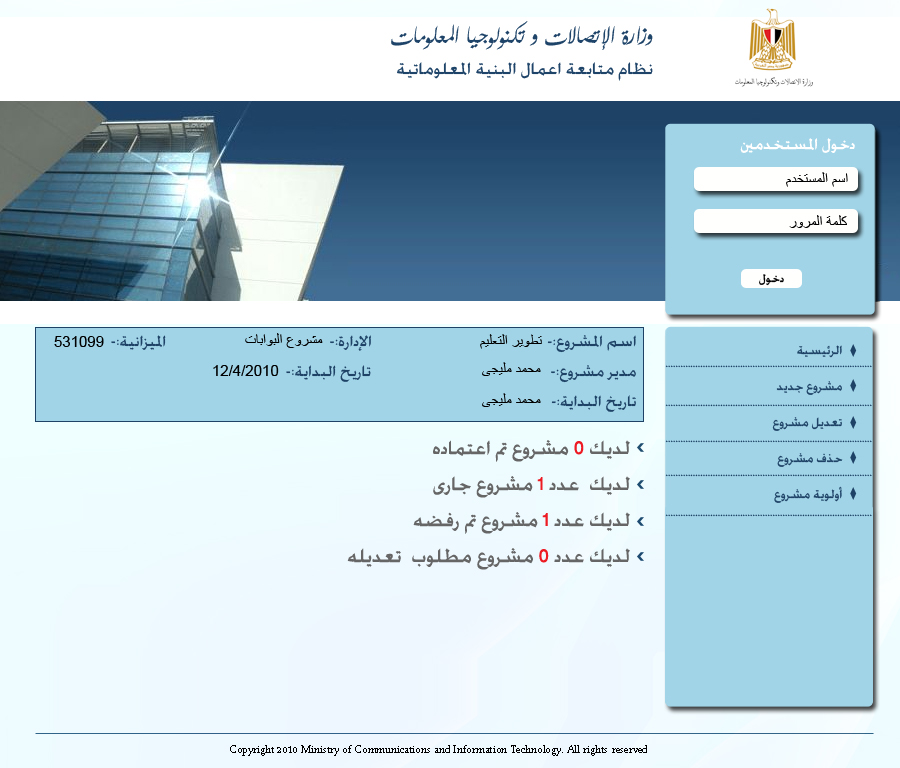 وزارة الإتصالات و تكنولوجيا المعلومات
نظام متابعة اعمال البنية المعلوماتية
وزارة الاتصالات وتكنولوجيا المعلومات
دخول المستخدمين
اسم المستخدم
كلمة المرور
دخول
الرئيسية
مشروع جديد
تعديل مشروع
حذف مشروع
أولوية مشروع
اسم المشروع:- تطوير التعليم الإدارة:- مشروع البوابات الميزانية:- 531099
مدير مشروع:- محمد مليجى تاريخ البداية:- 12/4/2010
تاريخ البداية:- محمد مليجى
لديك 0 مشروع تم اعتماده
لديك عدد 1 مشروع جارى
لديك عدد 1 مشروع تم رفضه
لديك عدد 0 مشروع مطلوب تعديله
Copyright 2010 Ministry of Communications and Information Technology. All rights reserved